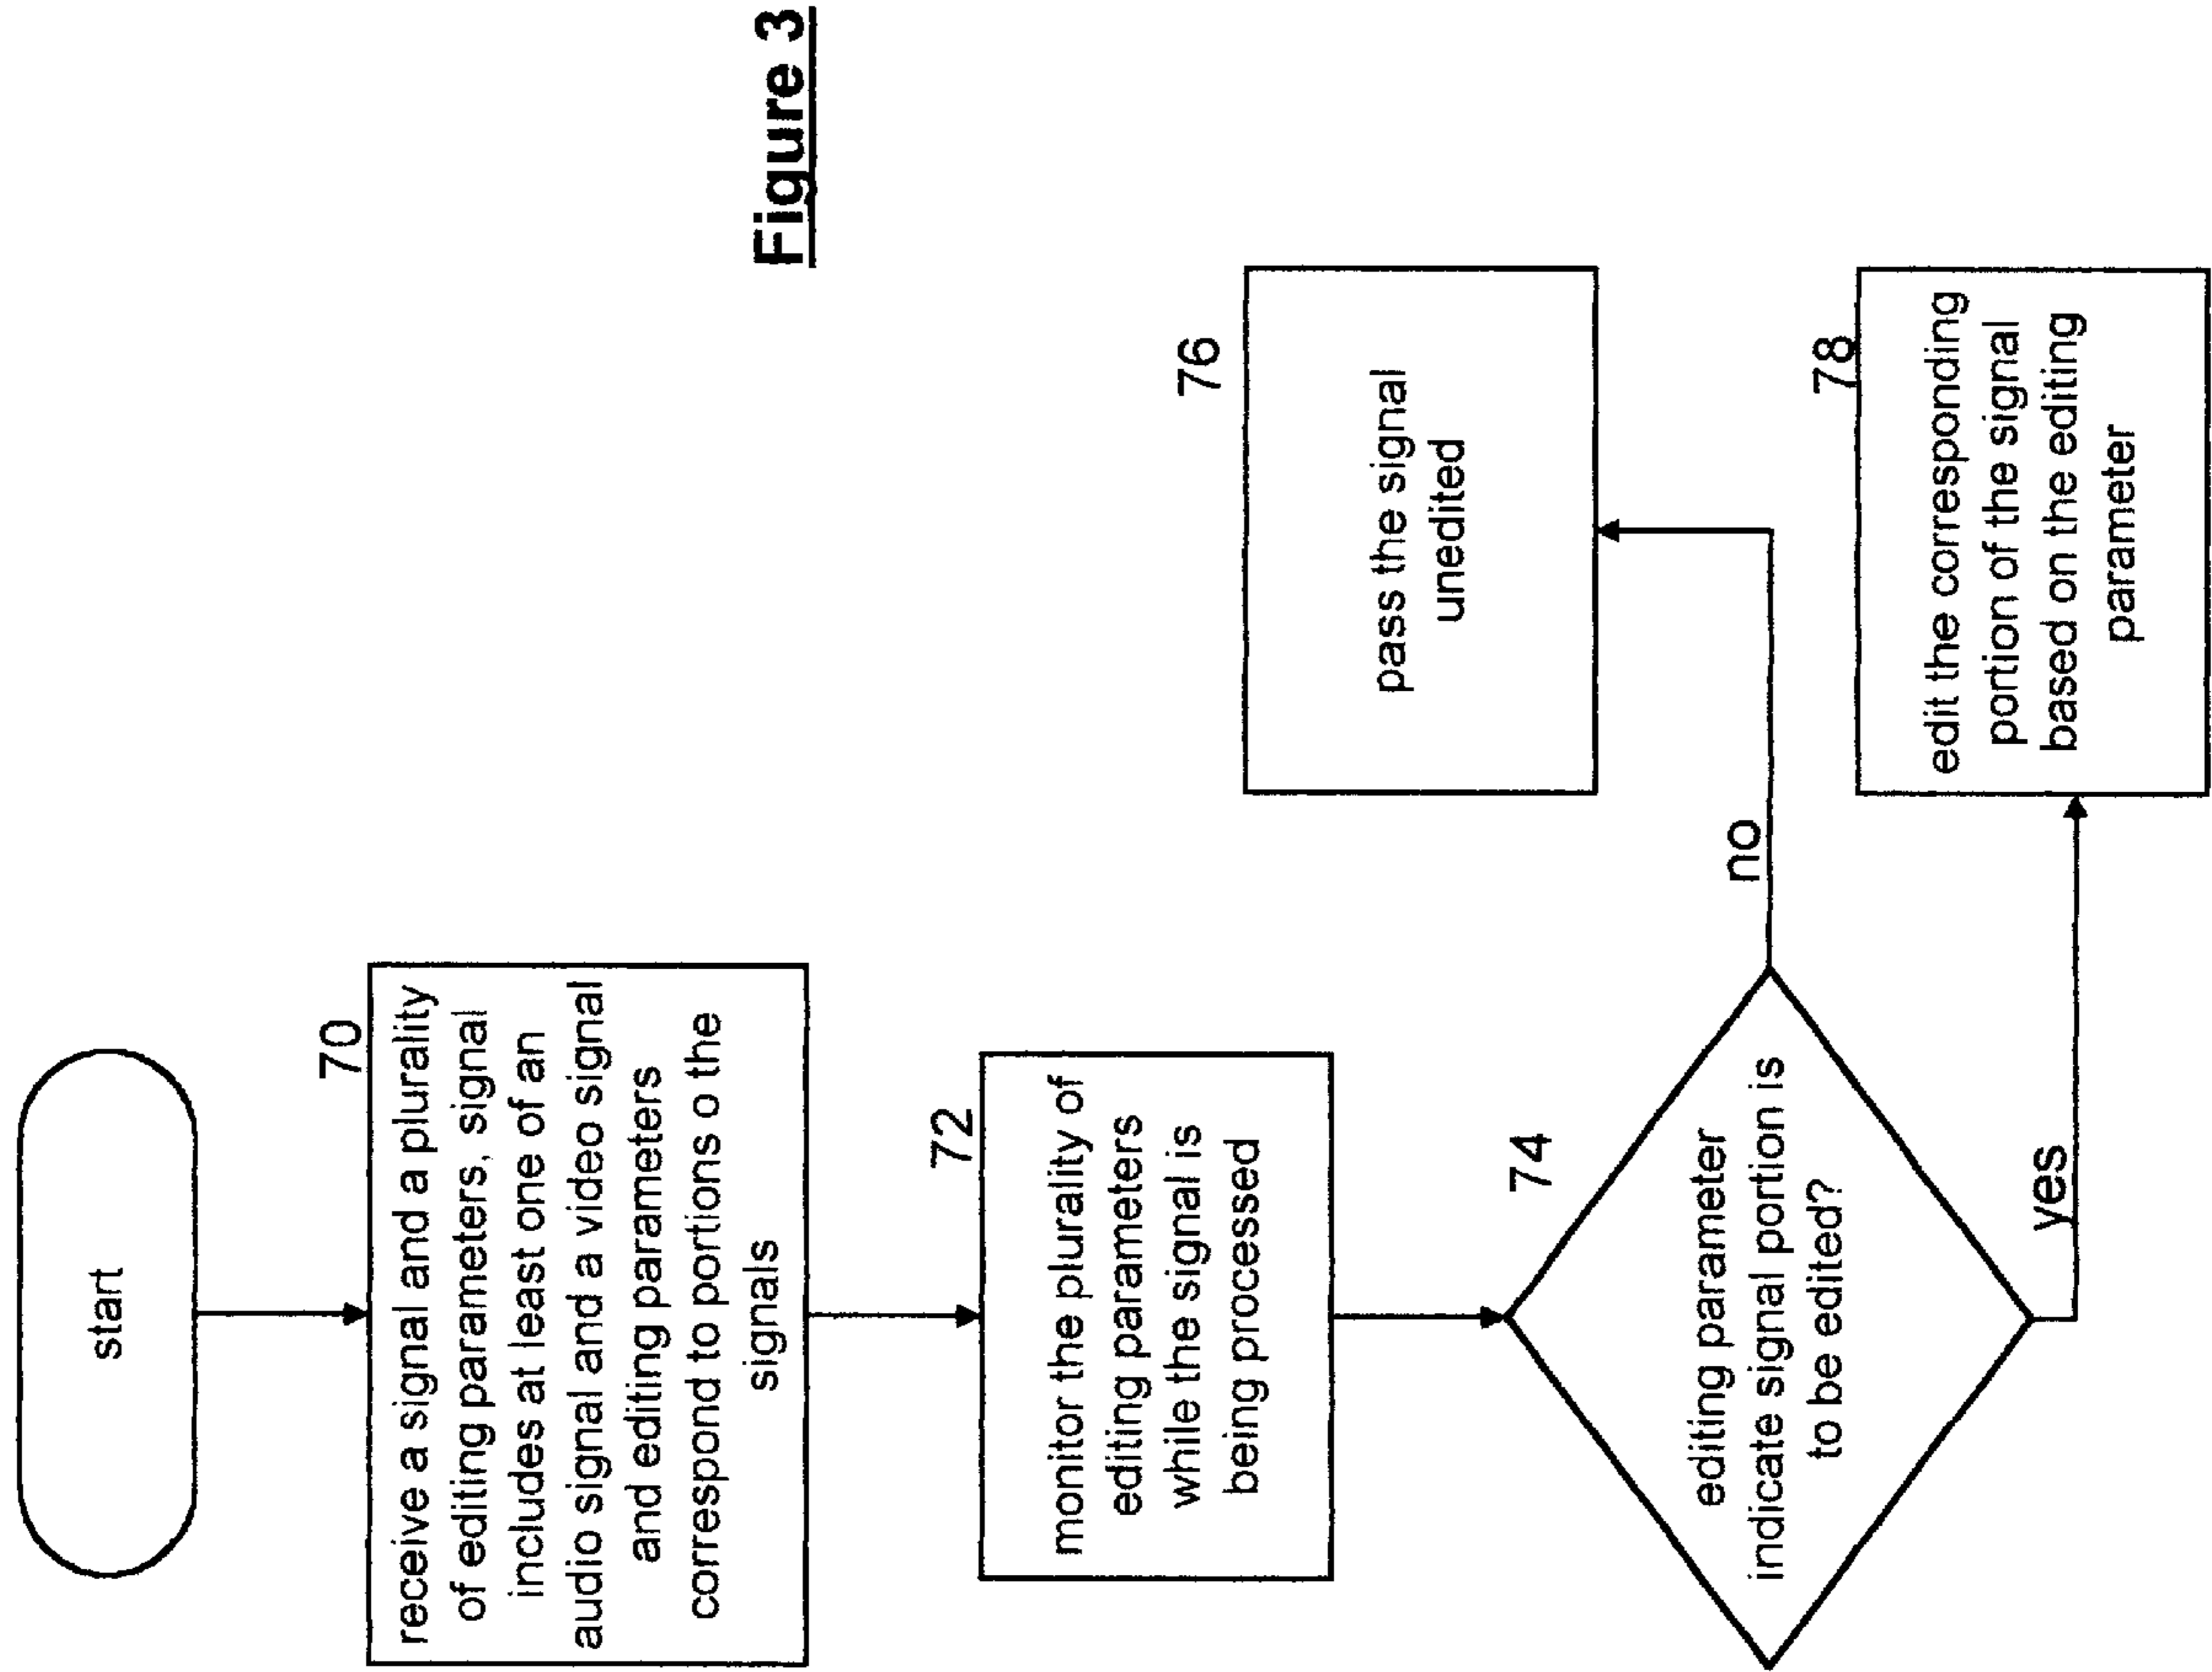 start
70
receive a signal and a plurality
of editing parameters, signal
includes at least one of an
audio signal and a video signal
and editing parameters
correspond to portions o the
signals
72
monitor the plurality of
editing parameters
while the signal is
being processed
74
editing parameter
indicate signal portion is
to be edited?
no
76
pass the signal
unedited
yes
78
edit the corresponding
portion of the signal
based on the editing
parameter
Figure 3